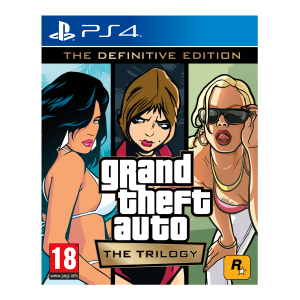 PS4
THE DEFINITIVE EDITION
grand
theft
auto
THE TRILOGY
18
www.pegi.info
R